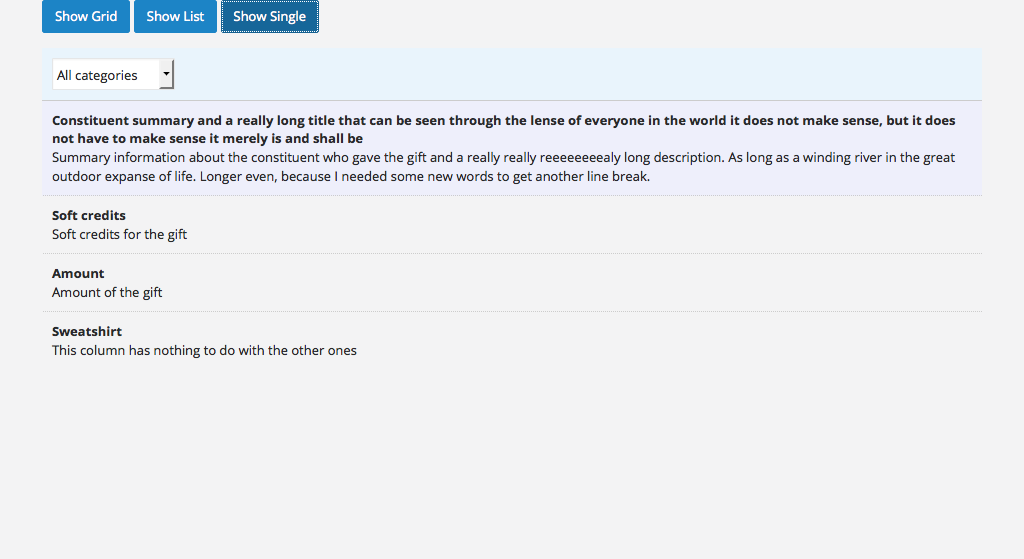 Show Grid Show List Show Single
All categories
Constituent summary and a really long title that can be seen through the lense of everyone in the world it does not make sense, but it does
not have to make sense it merely is and shall be
Summary information about the constituent who gave the gift and a really really reeeeeeeealy long description. As long as a winding river in the great
outdoor expanse of life. Longer even, because I needed some new words to get another line break.
Soft credits
Soft credits for the gift
Amount
Amount of the gift
Sweatshirt
This column has nothing to do with the other ones